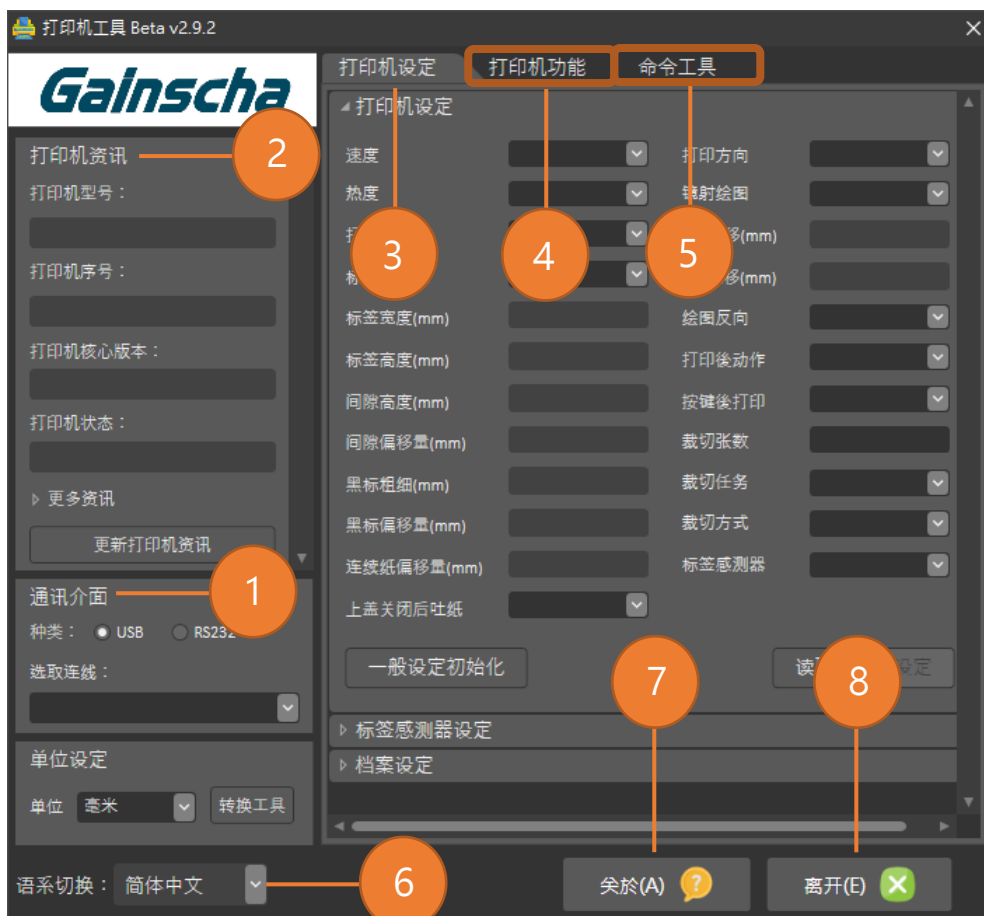 打印机工具 Beta v2.9.2
Gainscha
打印机设定
打印机功能
命令工具
打印机资讯
2
打印机型号：
打印机序号：
打印机核心版本：
打印机状态：
更多资讯
更新打印机资讯
1
通讯介面
种类： USB RS232
选取连线：
单位设定
单位 毫米 转换工具
打印机设定
速度
打印方向
热度
镜射绘图
3
4
5
(mm)
(mm)
标签宽度(mm)
绘图反向
标签高度(mm)
打印後动作
间隙高度(mm)
按键後打印
间隙偏移量(mm)
裁切张数
黑标粗细(mm)
裁切任务
黑标偏移量(mm)
裁切方式
连续纸偏移量(mm)
标签感测器
上盖关闭后吐纸
一般设定初始化
7
8
标签感测器设定
档案设定
语系切换： 简体中文
6
关於(A)
离开(E)